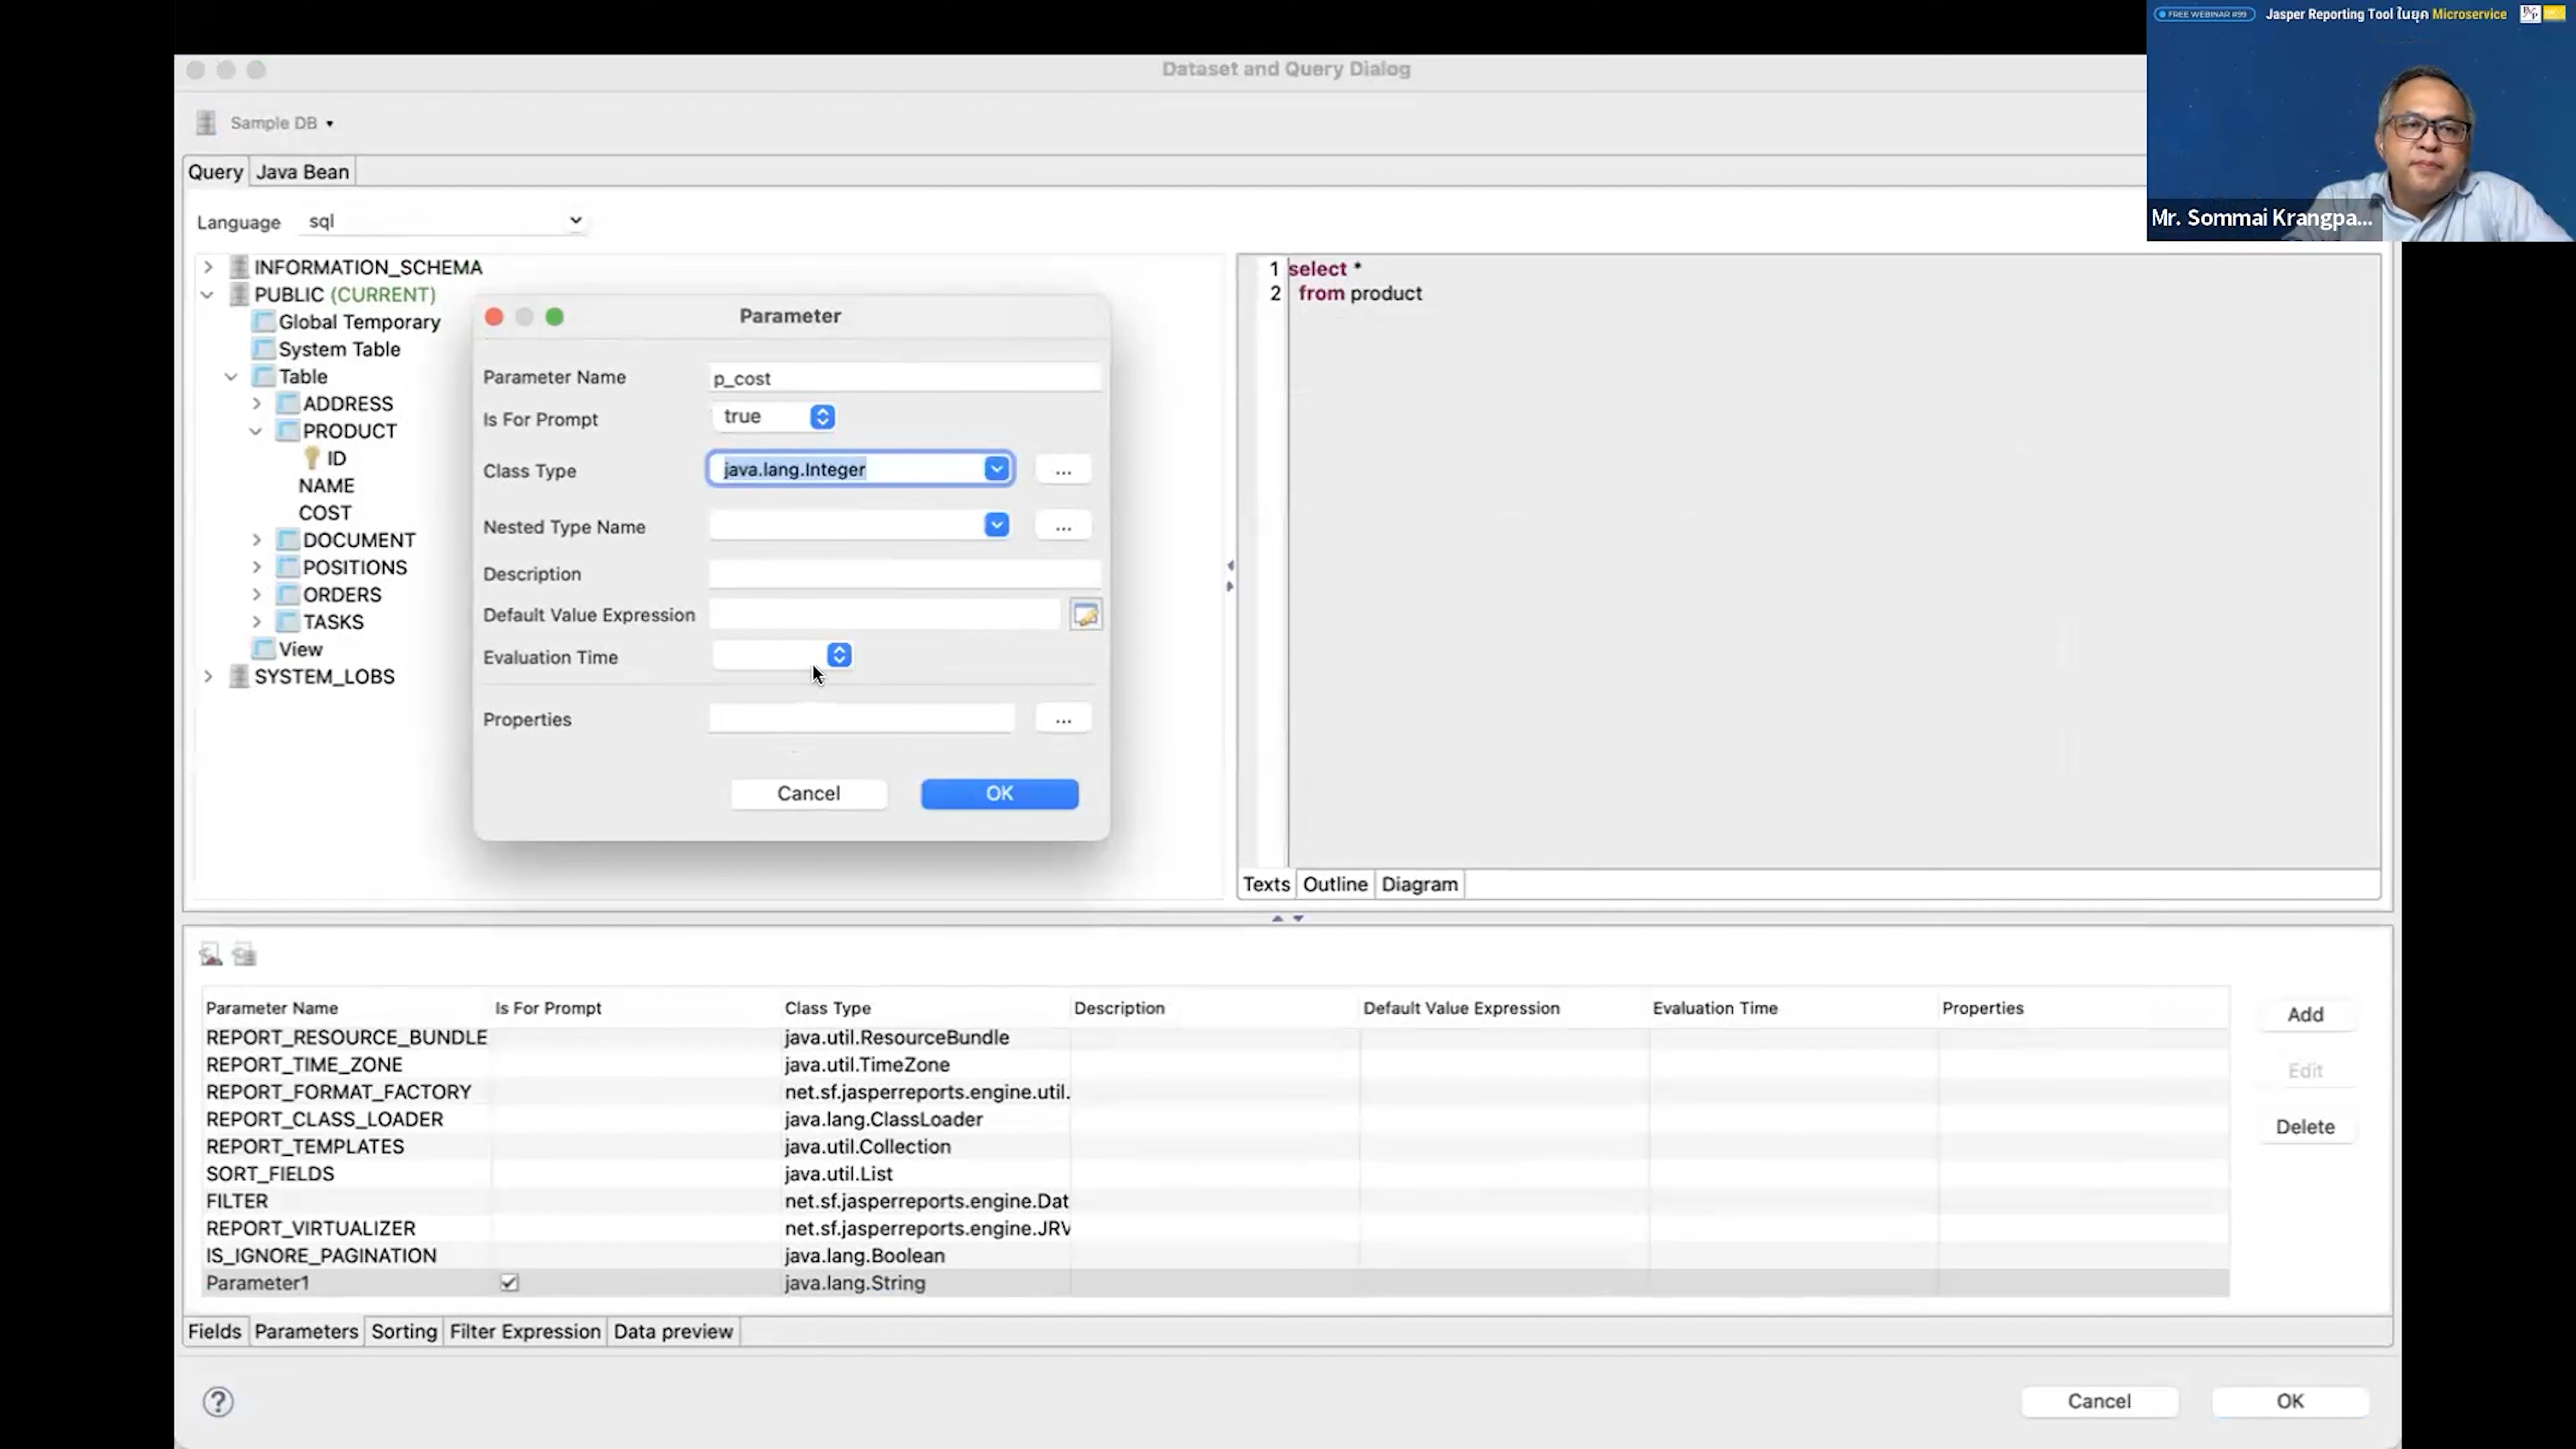 FREE WEBINAR #99 Jasper Reporting Tool ในยุค Microservice
Mr. Sommai Krangpa...
Dataset and Query Dialog
Sample DB
Query Java Bean
Language sql
INFORMATION_SCHEMA
PUBLIC (CURRENT)
Global Temporary
System Table
Table
ADDRESS
PRODUCT
ID
NAME
COST
DOCUMENT
POSITIONS
ORDERS
TASKS
View
SYSTEM_LOBS
Parameter
Parameter Name p_cost
Is For Prompt true
Class Type java.lang.Integer ...
Nested Type Name ...
Description
Default Value Expression
Evaluation Time
Properties ...
Cancel OK
1 select *
2 from product
Texts Outline Diagram
Parameter Name Is For Prompt Class Type Description Default Value Expression Evaluation Time Properties
REPORT_RESOURCE_BUNDLE java.util.ResourceBundle
REPORT_TIME_ZONE java.util.TimeZone
REPORT_FORMAT_FACTORY net.sf.jasperreports.engine.util.
REPORT_CLASS_LOADER java.lang.ClassLoader
REPORT_TEMPLATES java.util.Collection
SORT_FIELDS java.util.List
FILTER net.sf.jasperreports.engine.Dat
REPORT_VIRTUALIZER net.sf.jasperreports.engine.JRV
IS_IGNORE_PAGINATION java.lang.Boolean
Parameter1 java.lang.String
Add
Edit
Delete
Fields Parameters Sorting Filter Expression Data preview
?
Cancel OK